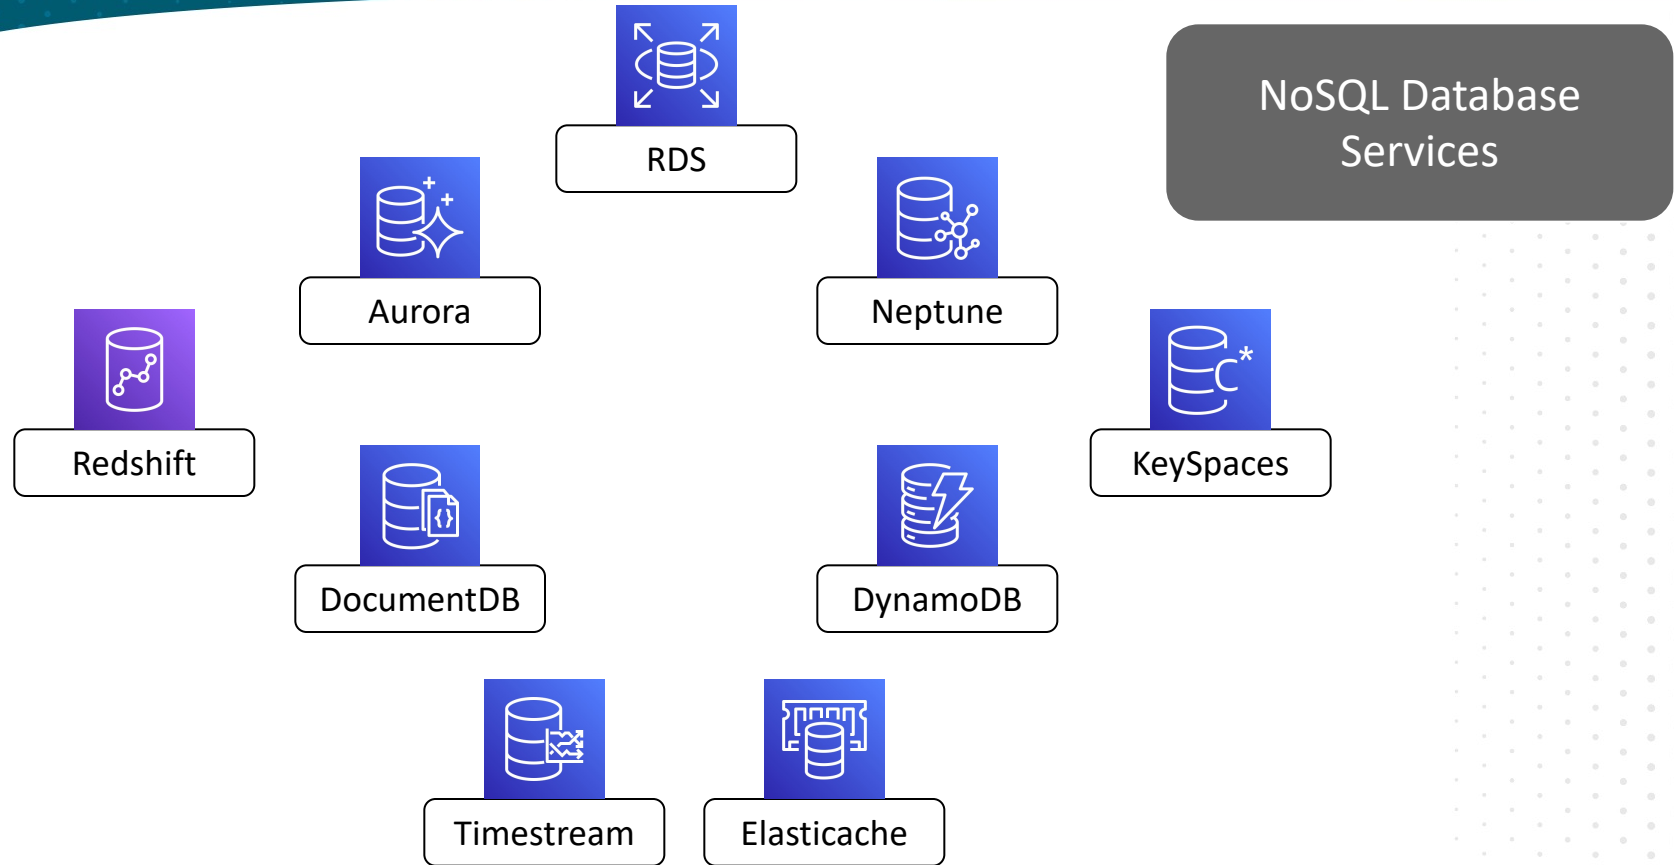 RDS
NoSQL Database
Services
Aurora
Neptune
Redshift
C*
KeySpaces
{}
DocumentDB
DynamoDB
Timestream
Elasticache